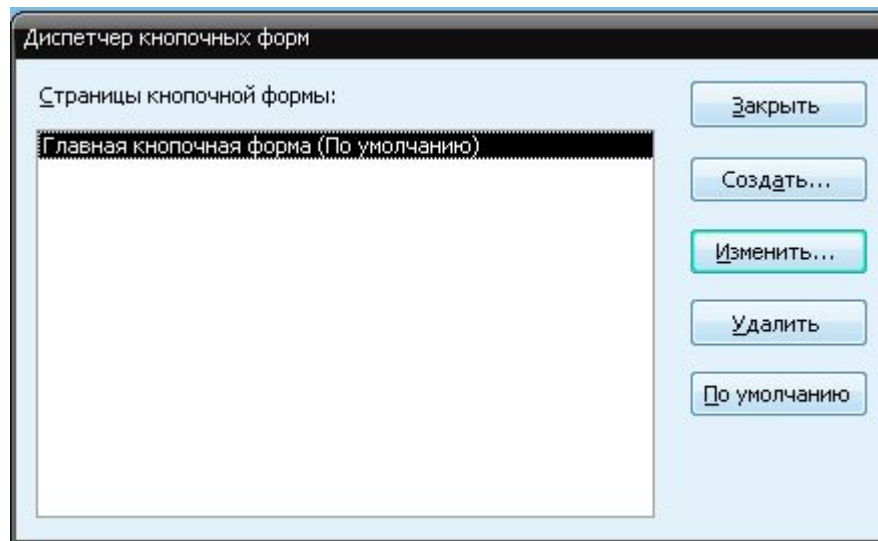 Диспетчер кнопочных форм
Страницы кнопочной формы:
Главная кнопочная форма (По умолчанию)
Закрыть
Создать...
Изменить...
Удалить
По умолчанию